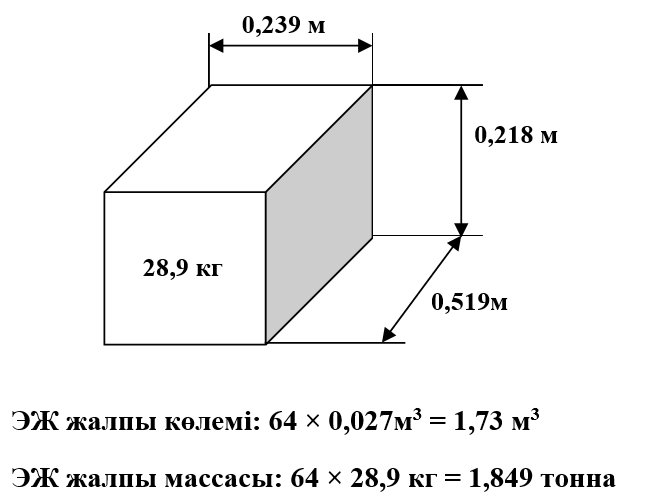 0,239 м
0,218 м
28,9 кг
0,519м
ЭЖ жалпы көлемі: 64 × 0,027м³ = 1,73 м³
ЭЖ жалпы массасы: 64 × 28,9 кг = 1,849 тонна